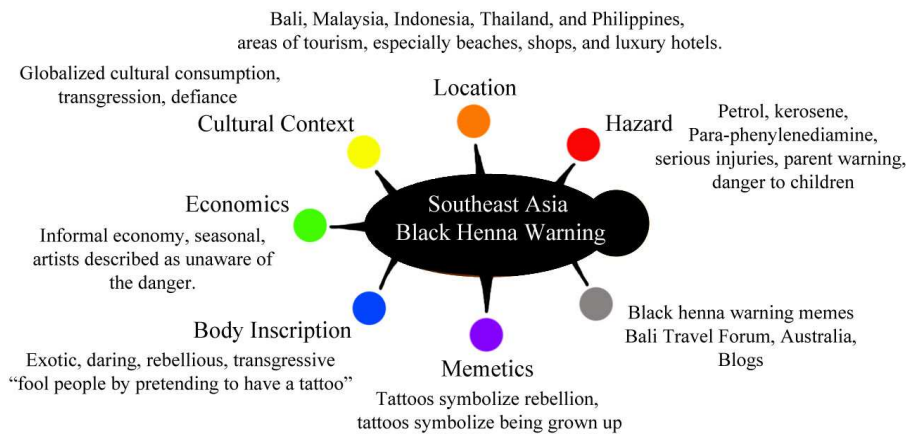 Bali, Malaysia, Indonesia, Thailand, and Philippines,
areas of tourism, especially beaches, shops, and luxury hotels.
Location
Globalized cultural consumption,
transgression, defiance
Cultural Context
Hazard
Petrol, kerosene,
Para-phenylenediamine,
serious injuries, parent warning,
danger to children
Southeast Asia
Black Henna Warning
Economics
Informal economy, seasonal,
artists described as unaware of
the danger.
Body Inscription
Exotic, daring, rebellious, transgressive
“fool people by pretending to have a tattoo”
Memetics
Tattoos symbolize rebellion,
tattoos symbolize being grown up
Black henna warning memes
Bali Travel Forum, Australia,
Blogs